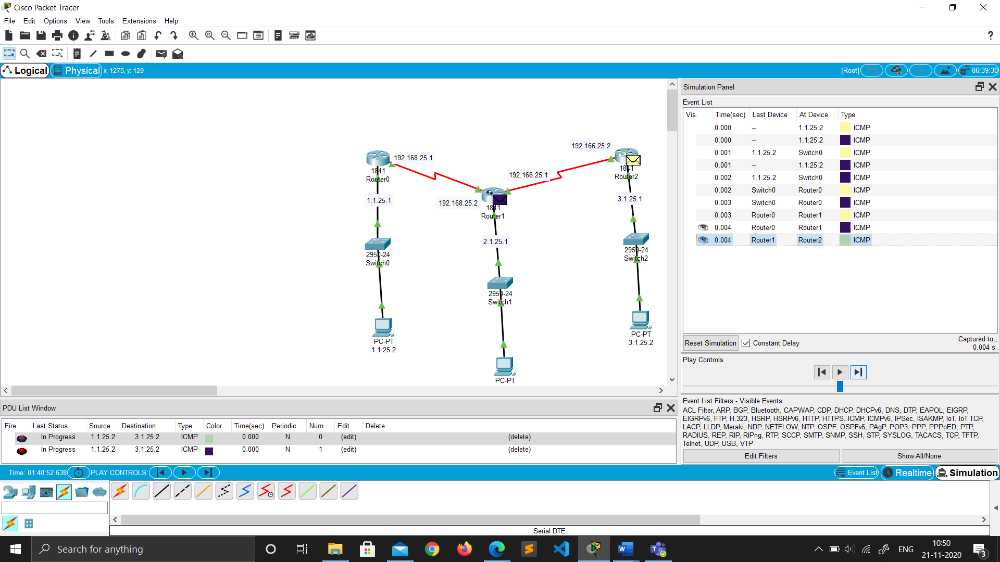 Cisco Packet Tracer
File Edit Options View Tools Extensions Help
?
Logical Physical x: 1275, y: 129 [Root] 06:39:30
Simulation Panel
Event List
Vis. Time(sec) Last Device At Device Type
0.000 -- 1.1.25.2 ICMP
0.000 -- 1.1.25.2 ICMP
0.001 1.1.25.2 Switch0 ICMP
0.001 -- 1.1.25.2 ICMP
0.002 1.1.25.2 Switch0 ICMP
0.002 Switch0 Router0 ICMP
0.003 Switch0 Router0 ICMP
0.003 Router0 Router1 ICMP
0.004 Router0 Router1 ICMP
0.004 Router1 Router2 ICMP
192.166.25.2
192.168.25.1
1841
Router0
192.166.25.1
1841
Router2
1.1.25.1
192.168.25.2
1841
Router1
3.1.25.1
2.1.25.1
2950-24
Switch0
2950-24
Switch2
2950-24
Switch1
PC-PT
1.1.25.2
PC-PT
3.1.25.2
PC-PT
Reset Simulation Constant Delay Captured to:
0.004 s
Play Controls
Event List Filters - Visible Events
ACL Filter, ARP, BGP, Bluetooth, CAPWAP, CDP, DHCP, DHCPv6, DNS, DTP, EAPOL, EIGRP,
EIGRPv6, FTP, H.323, HSRP, HSRPv6, HTTP, HTTPS, ICMP, ICMPv6, IPSec, ISAKMP, IoT, IoT TCP,
LACP, LLDP, Meraki, NDP, NETFLOW, NTP, OSPF, OSPFv6, PAgP, POP3, PPP, PPPoED, PTP,
RADIUS, REP, RIP, RIPng, RTP, SCCP, SMTP, SNMP, SSH, STP, SYSLOG, TACACS, TCP, TFTP,
Telnet, UDP, USB, VTP
Edit Filters Show All/None
PDU List Window
Fire Last Status Source Destination Type Color Time(sec) Periodic Num Edit Delete
In Progress 1.1.25.2 3.1.25.2 ICMP 0.000 N 0 (edit) (delete)
In Progress 1.1.25.2 3.1.25.2 ICMP 0.000 N 1 (edit) (delete)
Time: 01:40:52.638 PLAY CONTROLS: Event List Realtime Simulation
Serial DTE
Search for anything
ENG
10:50
21-11-2020
3